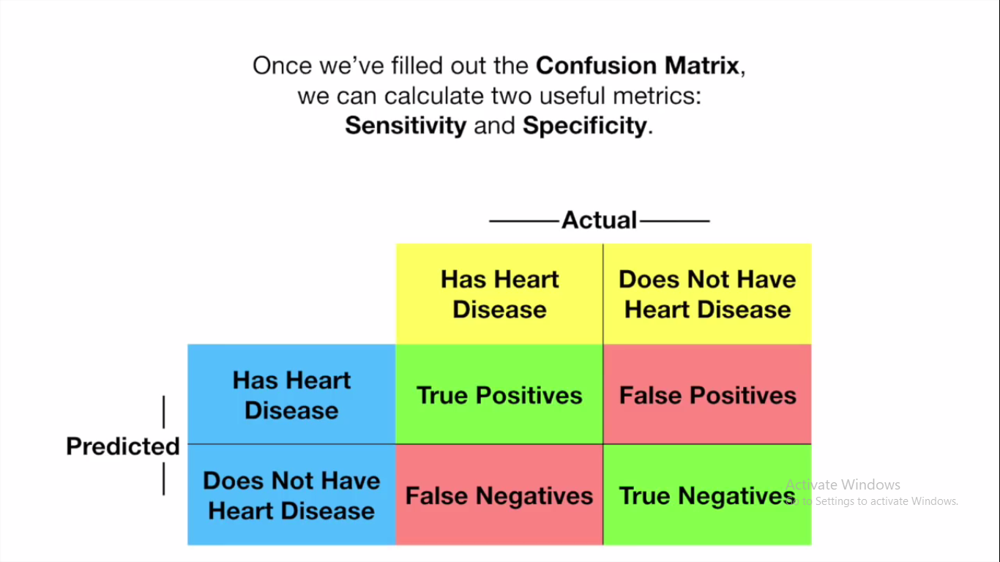 Once we’ve filled out the Confusion Matrix,
we can calculate two useful metrics:
Sensitivity and Specificity.
Actual
Has Heart
Disease
Does Not Have
Heart Disease
Has Heart
Disease
True Positives
False Positives
Predicted
Does Not Have
Heart Disease
False Negatives
True Negatives
Activate Windows
Go to Settings to activate Windows.